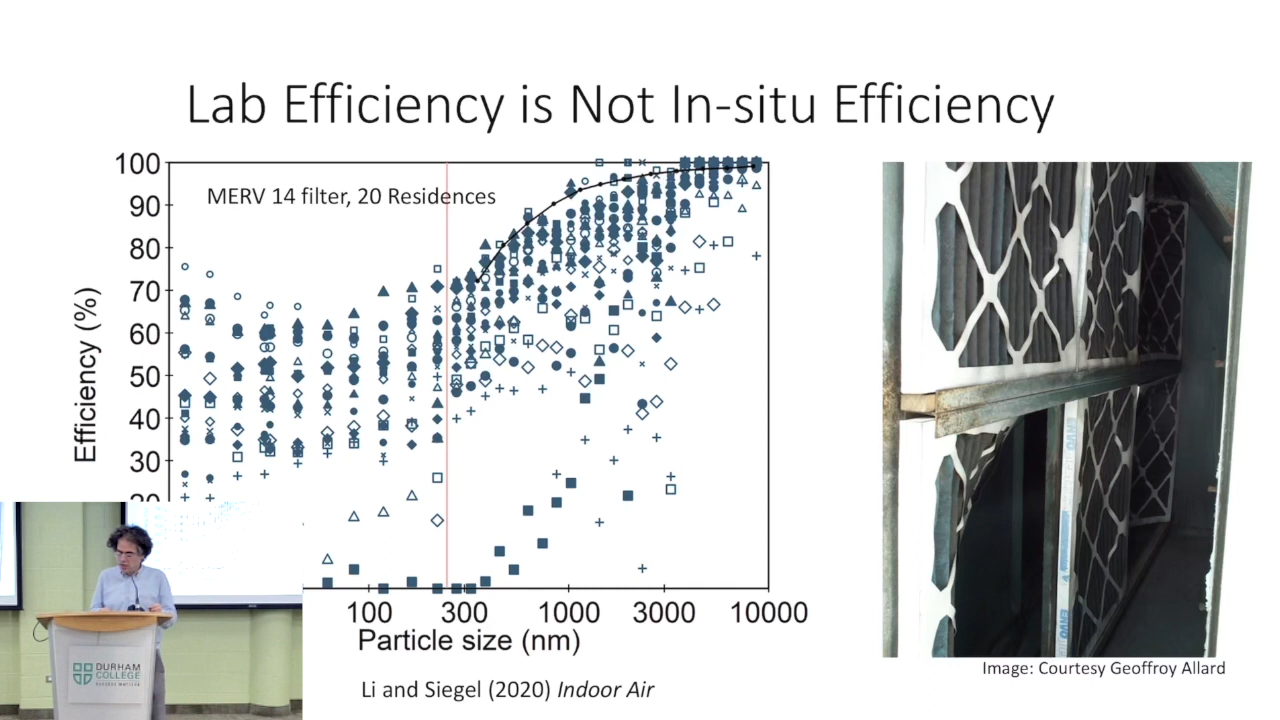 Lab Efficiency is Not In-situ Efficiency
MERV 14 filter, 20 Residences
Efficiency (%)
100
90
80
70
60
50
40
30
100 300 1000 3000 10000
Particle size (nm)
Li and Siegel (2020) Indoor Air
Image: Courtesy Geoffroy Allard
DURHAM
COLLEGE
SUCCESS MATTERS